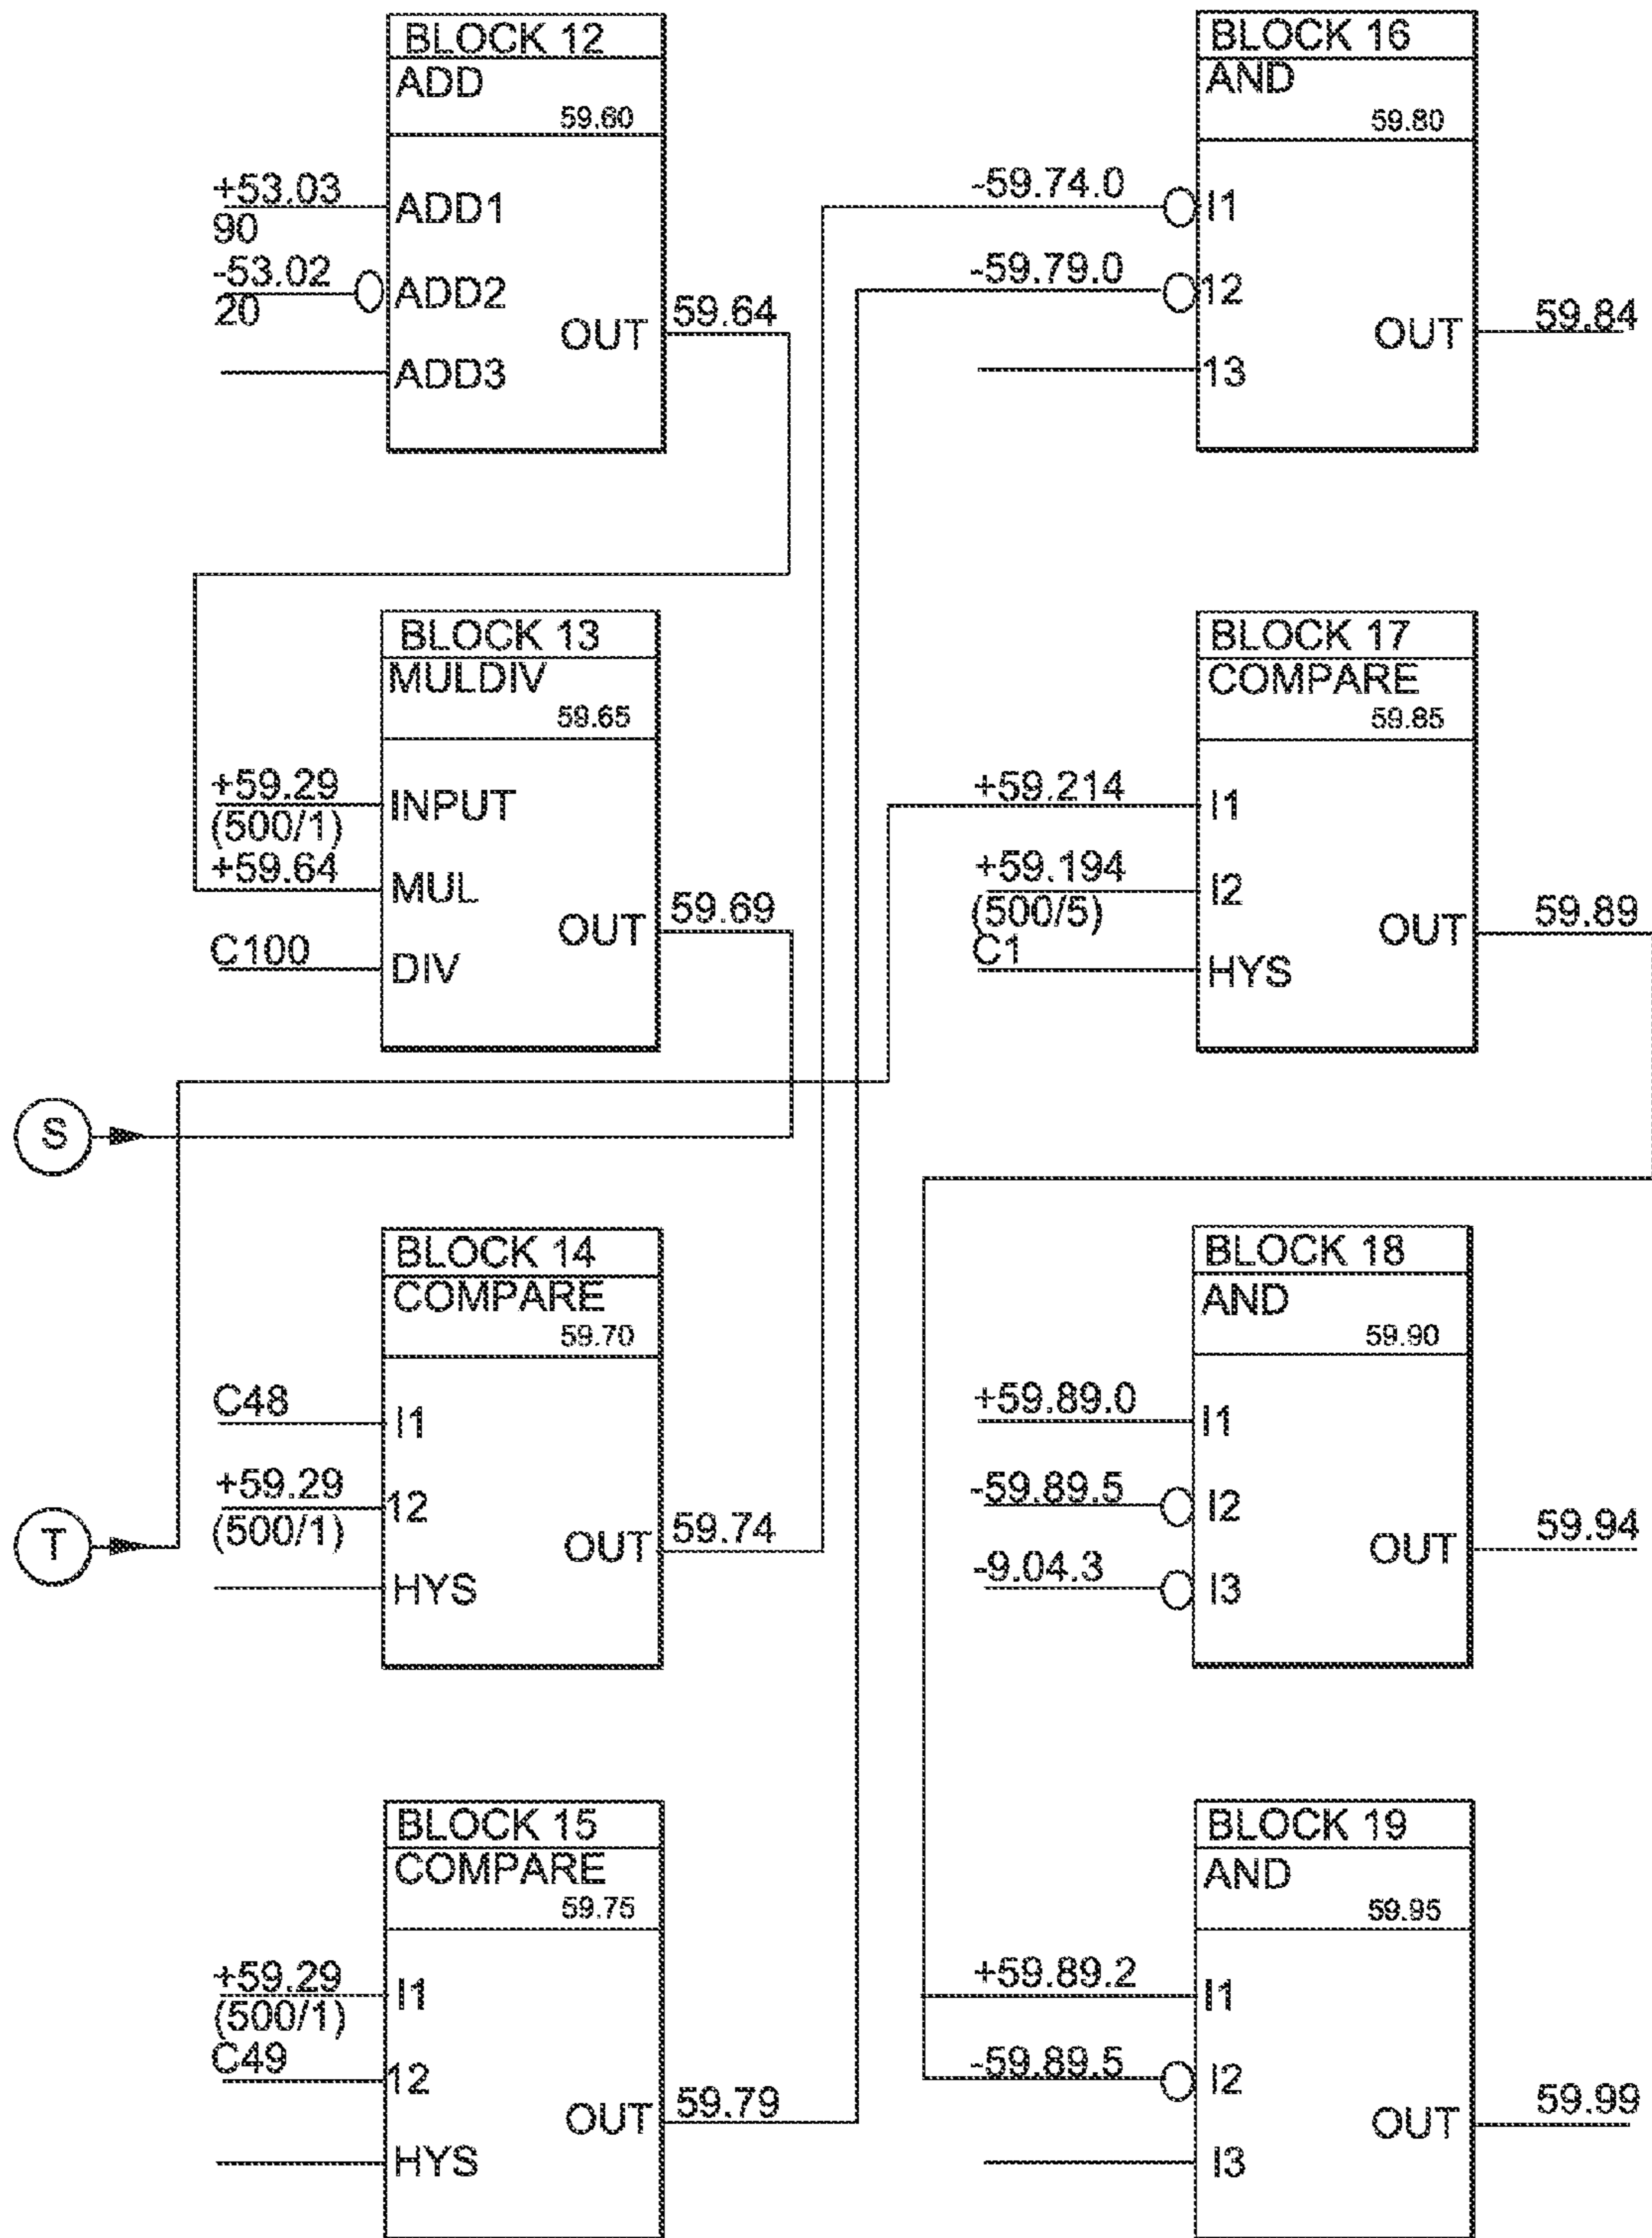 BLOCK 12
ADD
59.60
+53.03
90
ADD1
-53.02
20
ADD2
OUT
59.64
ADD3
BLOCK 13
MULDIV
59.65
+59.29
(500/1)
INPUT
+59.64
MUL
OUT
59.69
C100
DIV
S
BLOCK 14
COMPARE
59.70
C48
I1
+59.29
(500/1)
12
OUT
59.74
HYS
T
BLOCK 15
COMPARE
59.75
+59.29
(500/1)
I1
C49
12
OUT
59.79
HYS
BLOCK 16
AND
59.80
-59.74.0
I1
-59.79.0
12
OUT
59.84
13
BLOCK 17
COMPARE
59.85
+59.214
I1
+59.194
(500/5)
I2
OUT
59.89
C1
HYS
BLOCK 18
AND
59.90
+59.89.0
I1
-59.89.5
I2
OUT
59.94
-9.04.3
I3
BLOCK 19
AND
59.95
+59.89.2
I1
-59.89.5
I2
OUT
59.99
I3